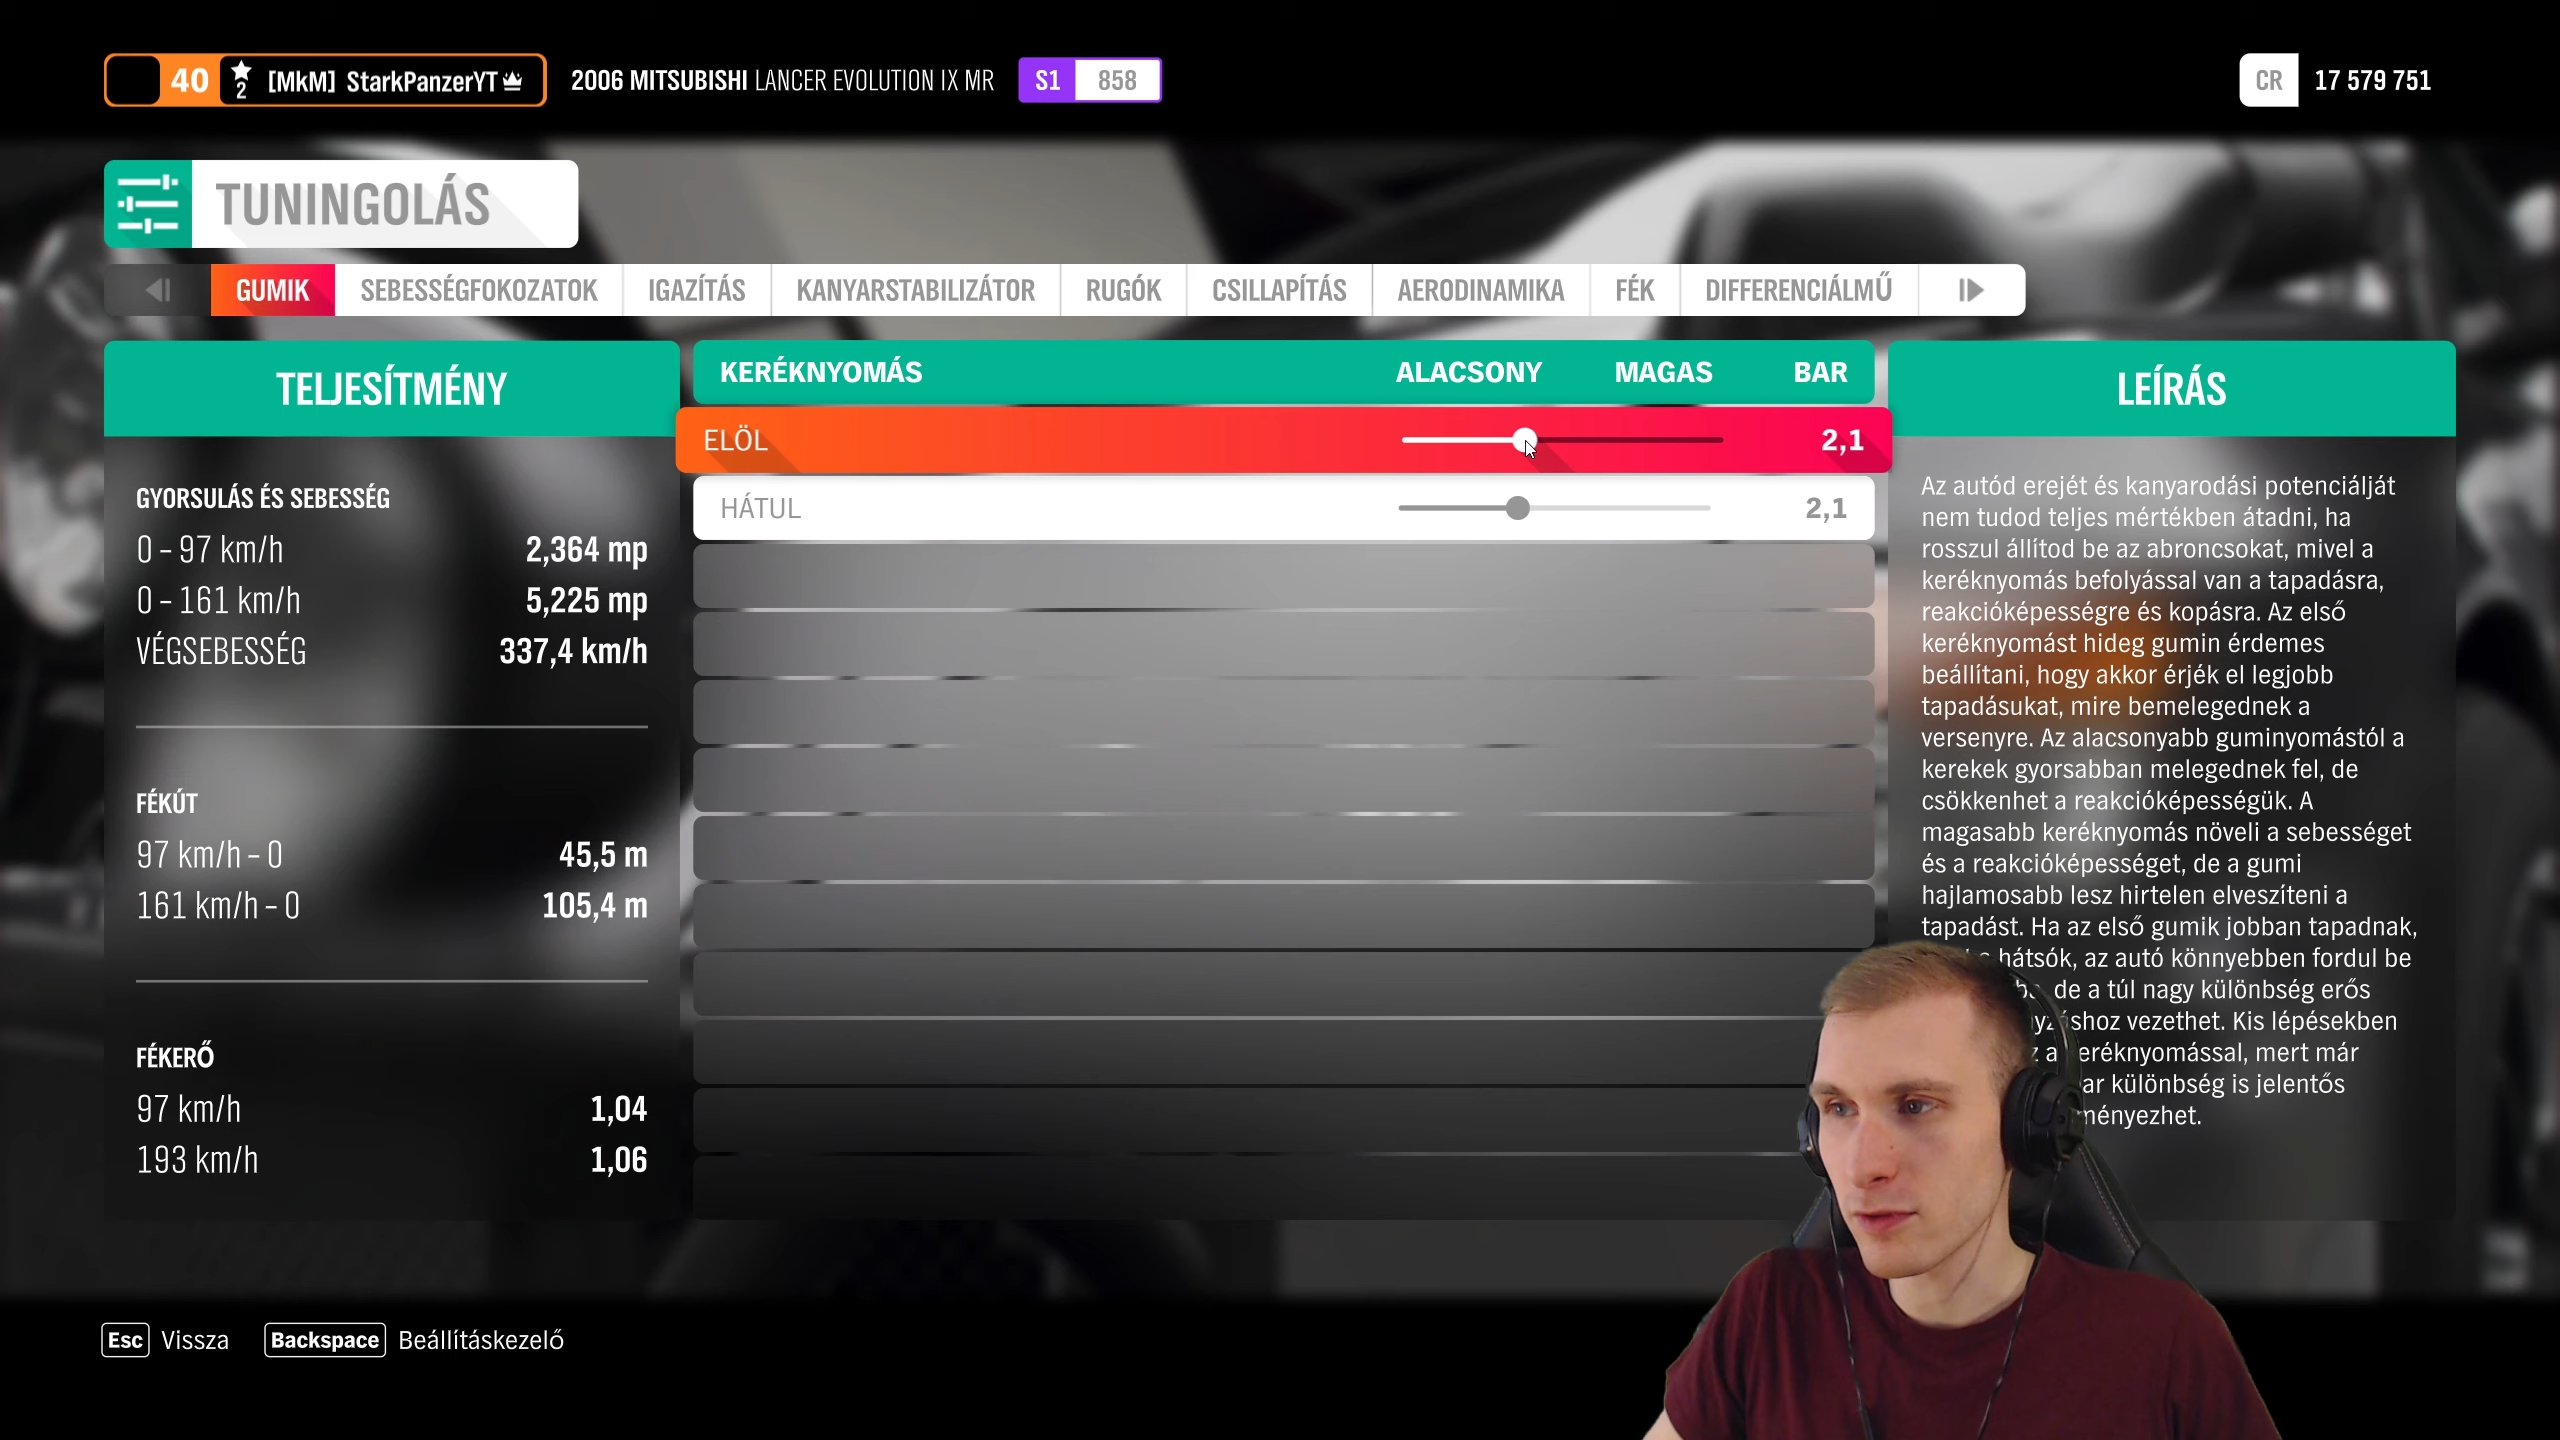 40 2 [MkM] StarkPanzerYT
2006 MITSUBISHI LANCER EVOLUTION IX MR S1 858
CR 17 579 751
TUNINGOLÁS
GUMIK SEBESSÉGFOKOZATOK IGAZÍTÁS KANYARSTABILIZÁTOR RUGÓK CSILLAPÍTÁS AERODINAMIKA FÉK DIFFERENCIÁLMŰ
TELJESÍTMÉNY
GYORSULÁS ÉS SEBESSÉG
0 – 97 km/h 2,364 mp
0 – 161 km/h 5,225 mp
VÉGSEBESSÉG 337,4 km/h
FÉKÚT
97 km/h – 0 45,5 m
161 km/h – 0 105,4 m
FÉKERŐ
97 km/h 1,04
193 km/h 1,06
KERÉKNYOMÁS ALACSONY MAGAS BAR
ELÖL 2,1
HÁTUL 2,1
LEÍRÁS
Az autód erejét és kanyarodási potenciálját
nem tudod teljes mértékben átadni, ha
rosszul állítod be az abroncsokat, mivel a
keréknyomás befolyással van a tapadásra,
reakcióképességre és kopásra. Az első
keréknyomást hideg gumin érdemes
beállítani, hogy akkor érjék el legjobb
tapadásukat, mire bemelegednek a
versenyre. Az alacsonyabb guminyomástól a
kerekek gyorsabban melegednek fel, de
csökkenhet a reakcióképességük. A
magasabb keréknyomás növeli a sebességet
és a reakcióképességet, de a gumi
hajlamosabb lesz hirtelen elveszíteni a
tapadást. Ha az első gumik jobban tapadnak,
hátsók, az autó könnyebben fordul be
de a túl nagy különbség erős
vezethet. Kis lépésekben
a keréknyomással, mert már
különbség is jelentős
Esc Vissza Backspace Beállításkezelő